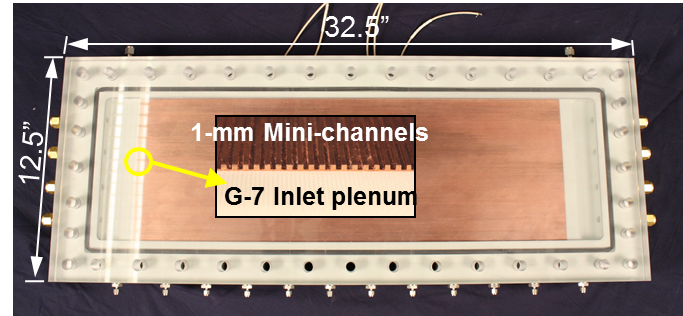 32.5”
12.5”
1-mm Mini-channels
G-7 Inlet plenum